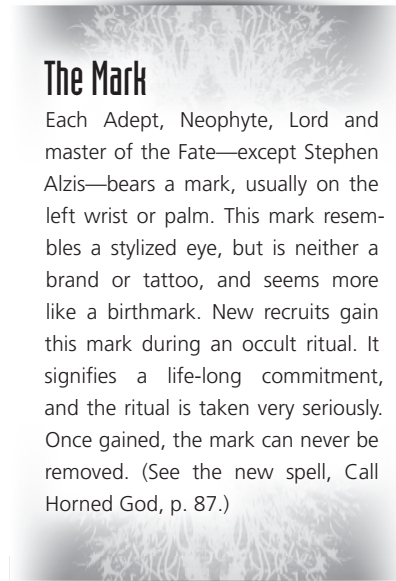 The Mark
Each Adept, Neophyte, Lord and
master of the Fate—except Stephen
Alzis—bears a mark, usually on the
left wrist or palm. This mark resem-
bles a stylized eye, but is neither a
brand or tattoo, and seems more
like a birthmark. New recruits gain
this mark during an occult ritual. It
signifies a life-long commitment,
and the ritual is taken very seriously.
Once gained, the mark can never be
removed. (See the new spell, Call
Horned God, p. 87.)